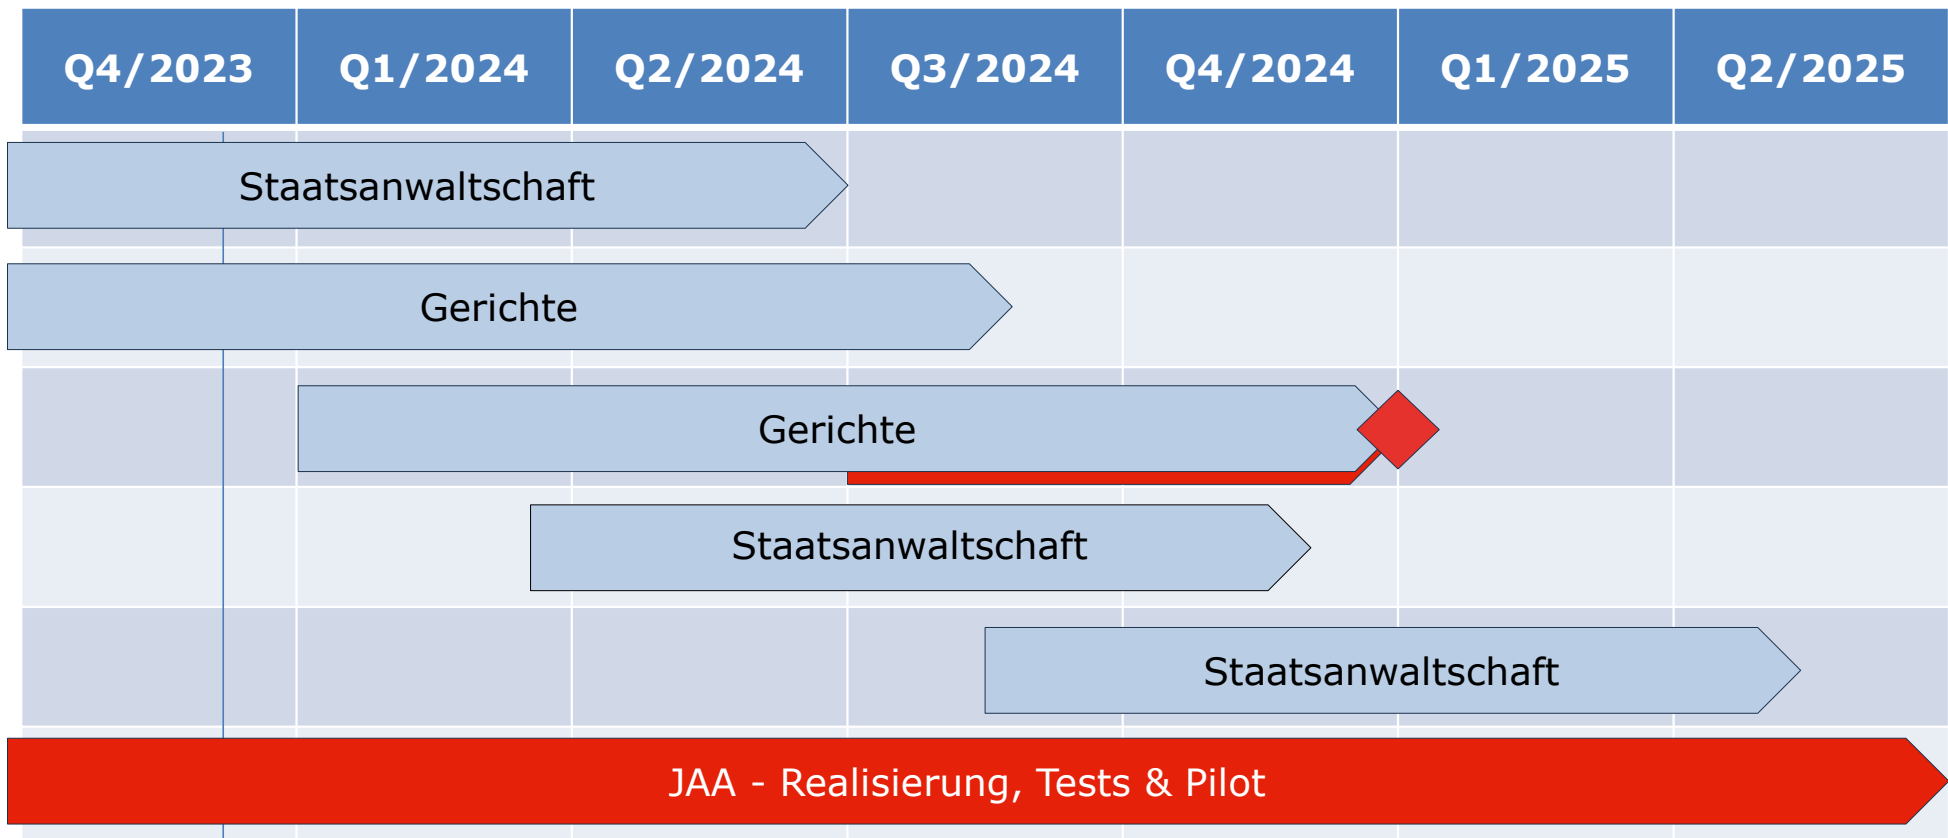 Q4/2023 Q1/2024 Q2/2024 Q3/2024 Q4/2024 Q1/2025 Q2/2025
Staatsanwaltschaft
Gerichte
Gerichte
Staatsanwaltschaft
Staatsanwaltschaft
JAA - Realisierung, Tests & Pilot